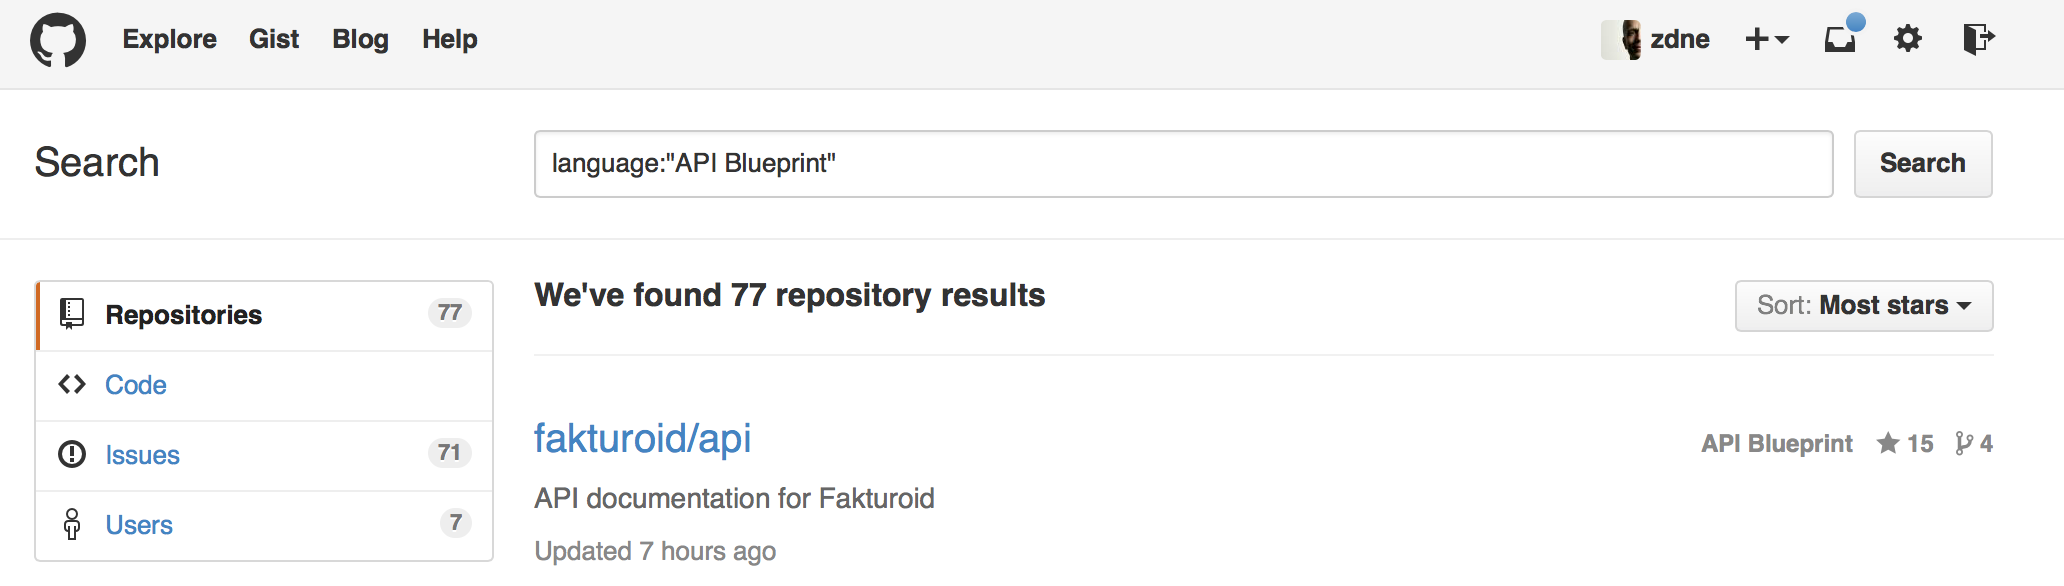 Explore Gist Blog Help zdne
Search language:"API Blueprint" Search
Repositories 77
Code
Issues 71
Users 7
We've found 77 repository results
Sort: Most stars
fakturoid/api
API Blueprint 15 4
API documentation for Fakturoid
Updated 7 hours ago